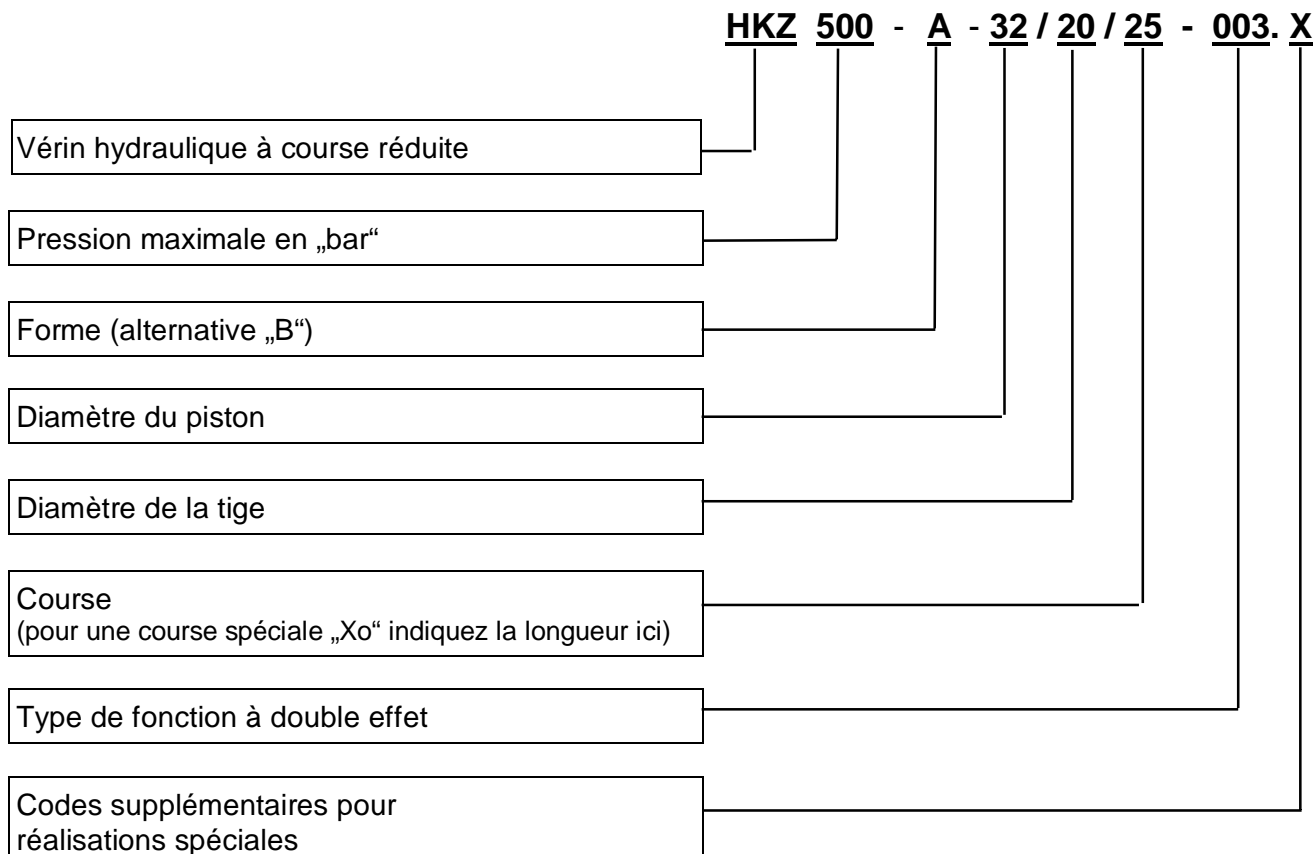 HKZ 500 - A - 32 / 20 / 25 - 003. X
Vérin hydraulique à course réduite
Pression maximale en „bar“
Forme (alternative „B“)
Diamètre du piston
Diamètre de la tige
Course
(pour une course spéciale „Xo“ indiquez la longueur ici)
Type de fonction à double effet
Codes supplémentaires pour
réalisations spéciales